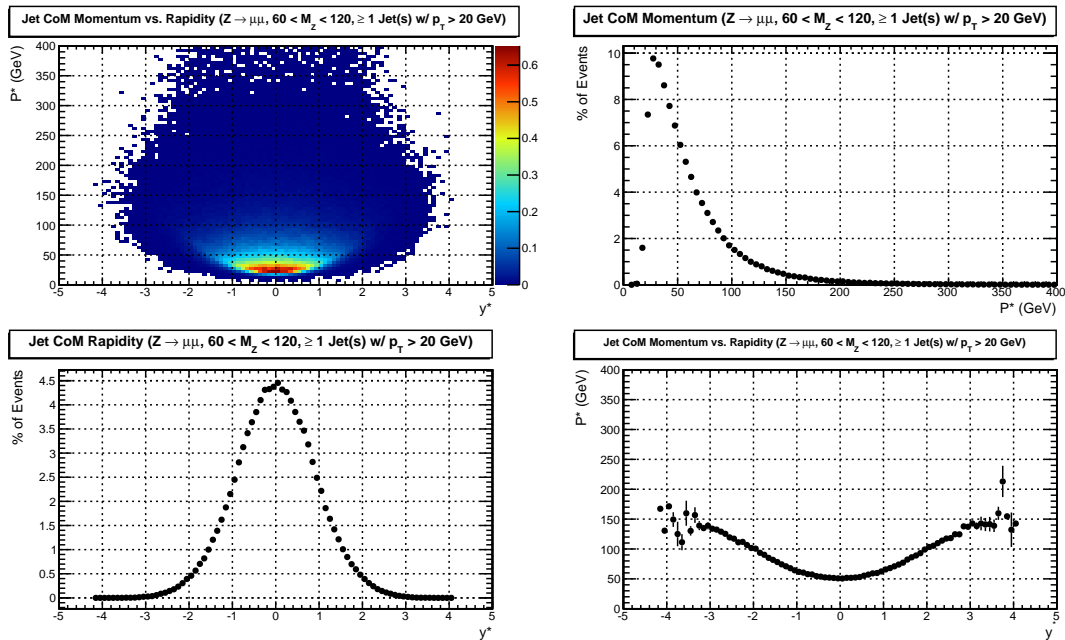 Jet CoM Momentum vs. Rapidity (Z → μμ, 60 < M_Z < 120, ≥ 1 Jet(s) w/ p_T > 20 GeV)
P* (GeV)
400
350
300
250
200
150
100
50
0
-5 -4 -3 -2 -1 0 1 2 3 4 5
y*
0.6
0.5
0.4
0.3
0.2
0.1
0
Jet CoM Momentum (Z → μμ, 60 < M_Z < 120, ≥ 1 Jet(s) w/ p_T > 20 GeV)
% of Events
10
8
6
4
2
0
0 50 100 150 200 250 300 350 400
P* (GeV)
Jet CoM Rapidity (Z → μμ, 60 < M_Z < 120, ≥ 1 Jet(s) w/ p_T > 20 GeV)
% of Events
4.5
4
3.5
3
2.5
2
1.5
1
0.5
0
-5 -4 -3 -2 -1 0 1 2 3 4 5
y*
Jet CoM Momentum vs. Rapidity (Z → μμ, 60 < M_Z < 120, ≥ 1 Jet(s) w/ p_T > 20 GeV)
P* (GeV)
400
350
300
250
200
150
100
50
0
-5 -4 -3 -2 -1 0 1 2 3 4 5
y*